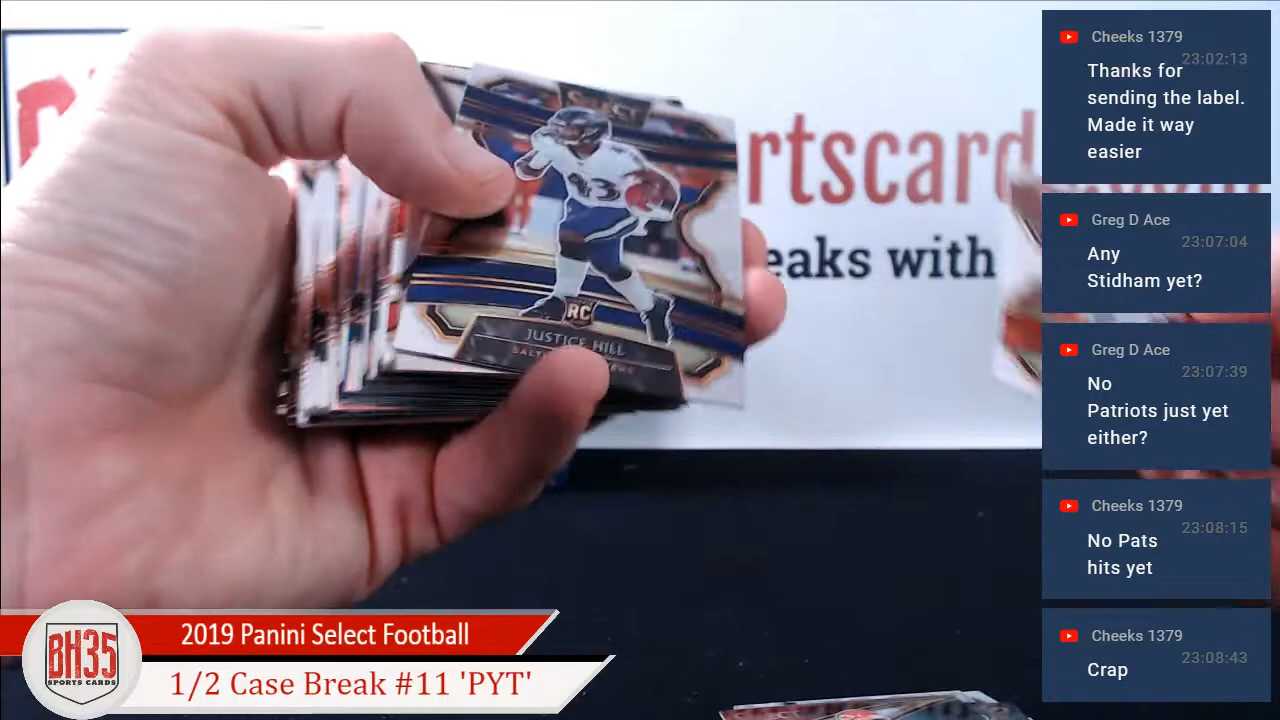 rtscard
eaks with
SELECT
43
RC
JUSTICE HILL
2019 Panini Select Football
1/2 Case Break #11 'PYT'
BH35
SPORTS CARDS
Cheeks 1379
23:02:13
Thanks for
sending the label.
Made it way
easier
Greg D Ace
23:07:04
Any
Stidham yet?
Greg D Ace
23:07:39
No
Patriots just yet
either?
Cheeks 1379
23:08:15
No Pats
hits yet
Cheeks 1379
23:08:43
Crap